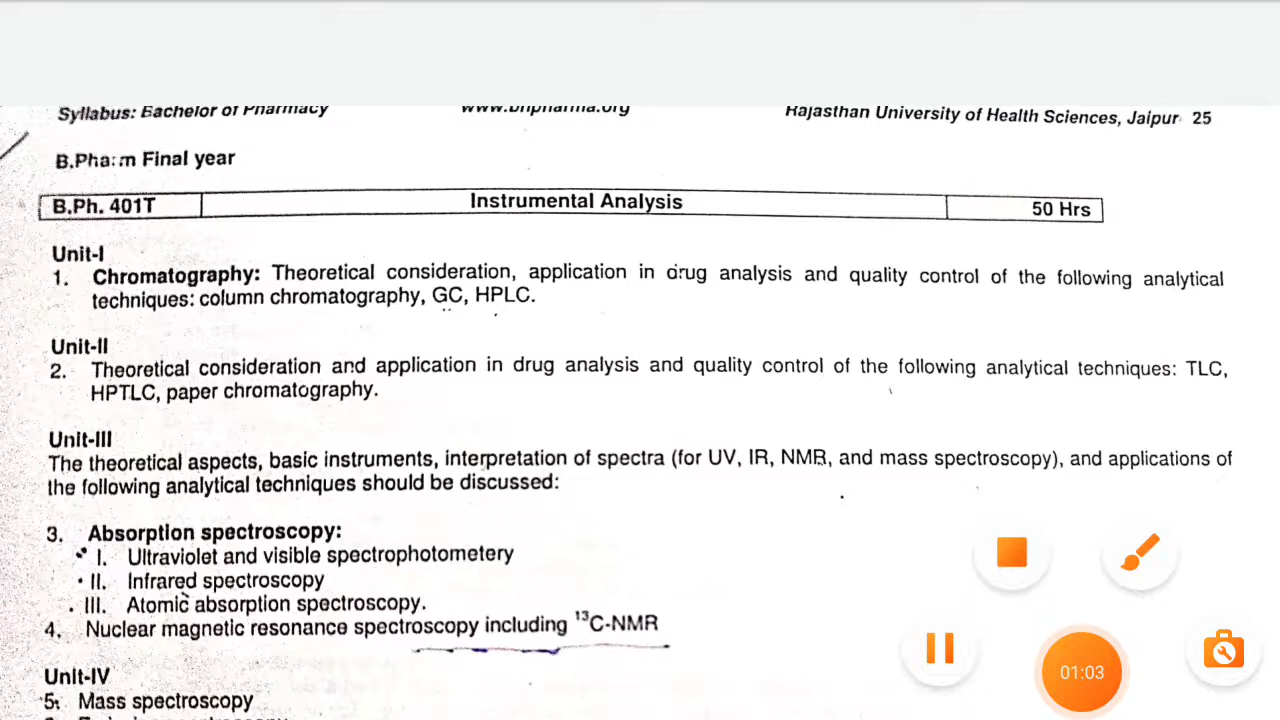 Syllabus: Bachelor of Pharmacy www.bnpharma.org Rajasthan University of Health Sciences, Jaipur 25
B.Pharm Final year
B.Ph. 401T Instrumental Analysis 50 Hrs
Unit-I
1. Chromatography: Theoretical consideration, application in drug analysis and quality control of the following analytical
techniques: column chromatography, GC, HPLC.
Unit-II
2. Theoretical consideration and application in drug analysis and quality control of the following analytical techniques: TLC,
HPTLC, paper chromatography.
Unit-III
The theoretical aspects, basic instruments, interpretation of spectra (for UV, IR, NMR, and mass spectroscopy), and applications of
the following analytical techniques should be discussed:
3. Absorption spectroscopy:
I. Ultraviolet and visible spectrophotometery
II. Infrared spectroscopy
III. Atomic absorption spectroscopy.
4. Nuclear magnetic resonance spectroscopy including ¹³C-NMR
Unit-IV
5. Mass spectroscopy
01:03